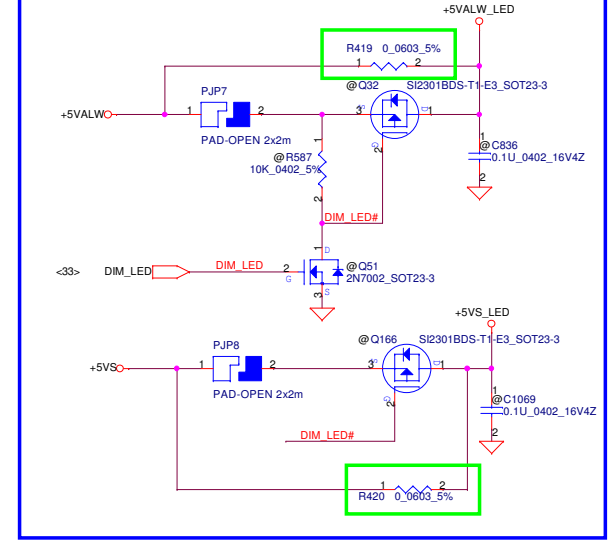 +5VALW_LED
R419 0_0603_5%
1 2
@Q32 SI2301BDS-T1-E3_SOT23-3
PJP7
+5VALW 1 2 3 S D 1
PAD-OPEN 2x2m
G 2
1
@R587
10K_0402_5%
2
1
@C836
0.1U_0402_16V4Z
2
DIM_LED#
1 D
<33> DIM_LED DIM_LED 2 G
@Q51
2N7002_SOT23-3
3 S
+5VS_LED
@Q166 SI2301BDS-T1-E3_SOT23-3
PJP8
+5VS 1 2 3 S D 1
PAD-OPEN 2x2m
G 2
1
@C1069
0.1U_0402_16V4Z
2
DIM_LED#
1 2
R420 0_0603_5%